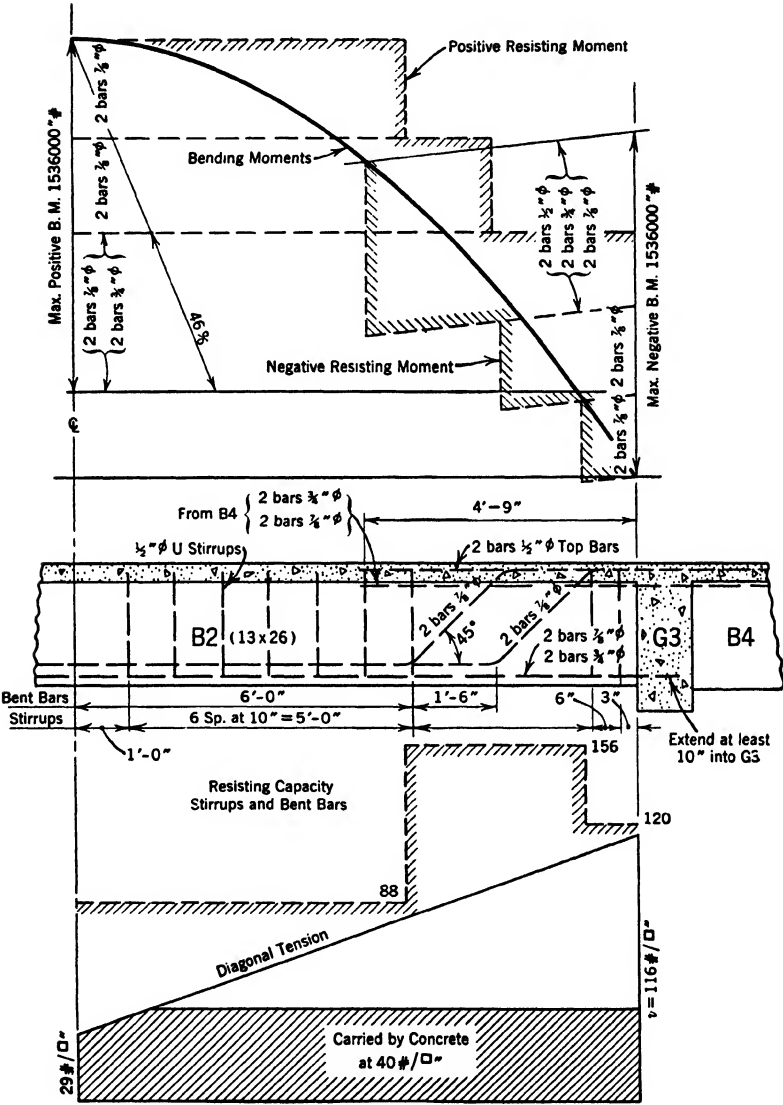 Positive Resisting Moment
Max. Positive B. M. 1536000"#
2 bars ⅞"φ
2 bars ⅞"φ
2 bars ⅞"φ
2 bars ¾"φ
46%
Bending Moments
2 bars ½"φ
2 bars ¾"φ
2 bars ⅞"φ
Max. Negative B. M. 1536000"#
2 bars ⅞"φ
2 bars ⅞"φ
Negative Resisting Moment
℄
From B4
2 bars ¾"φ
2 bars ⅞"φ
4'-9"
½"φ U Stirrups
2 bars ½"φ Top Bars
B2 (13 x 26)
2 bars ⅞"φ
45°
2 bars ⅞"φ
2 bars ⅞"φ
2 bars ¾"φ
G3
B4
Bent Bars
6'-0"
1'-6"
6"
3"
Stirrups
6 Sp. at 10" = 5'-0"
1'-0"
156
Extend at least
10" into G3
Resisting Capacity
Stirrups and Bent Bars
120
88
Diagonal Tension
29#/□"
v = 116#/□"
Carried by Concrete
at 40#/□"